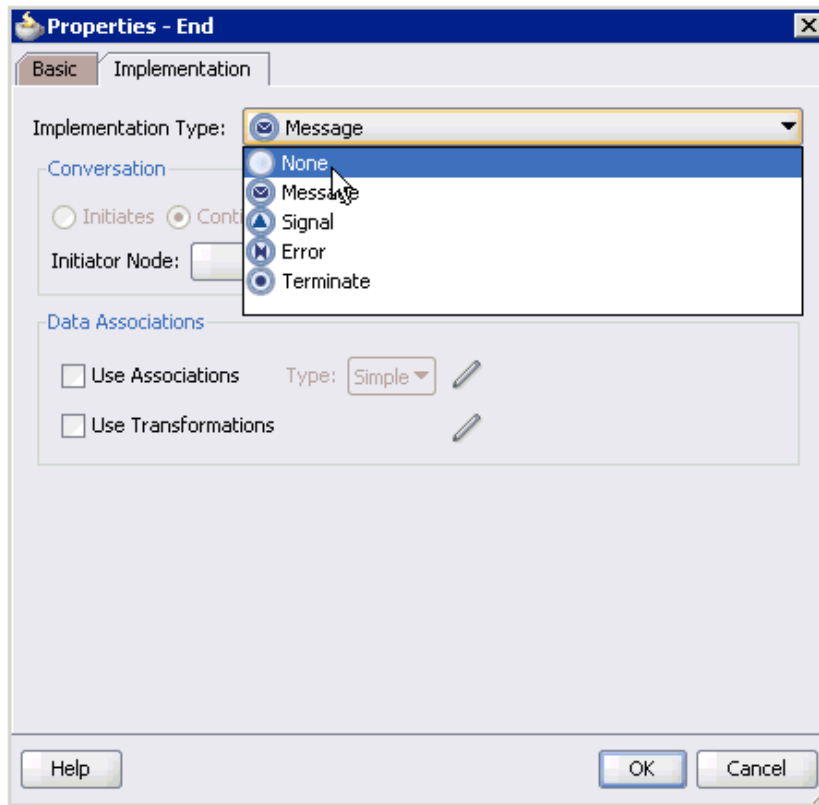 Properties - End
Basic Implementation
Implementation Type: Message
Conversation
None
Message
Initiates Conti
Signal
Initiator Node:
Error
Terminate
Data Associations
Use Associations Type: Simple
Use Transformations
Help OK Cancel